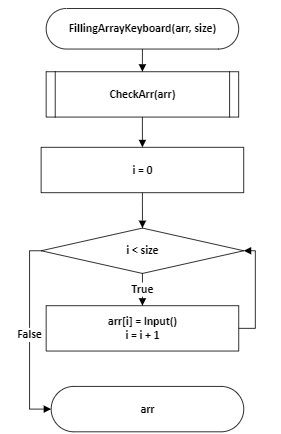 FillingArrayKeyboard(arr, size)
CheckArr(arr)
i = 0
i < size
True
arr[i] = Input()
i = i + 1
False
arr